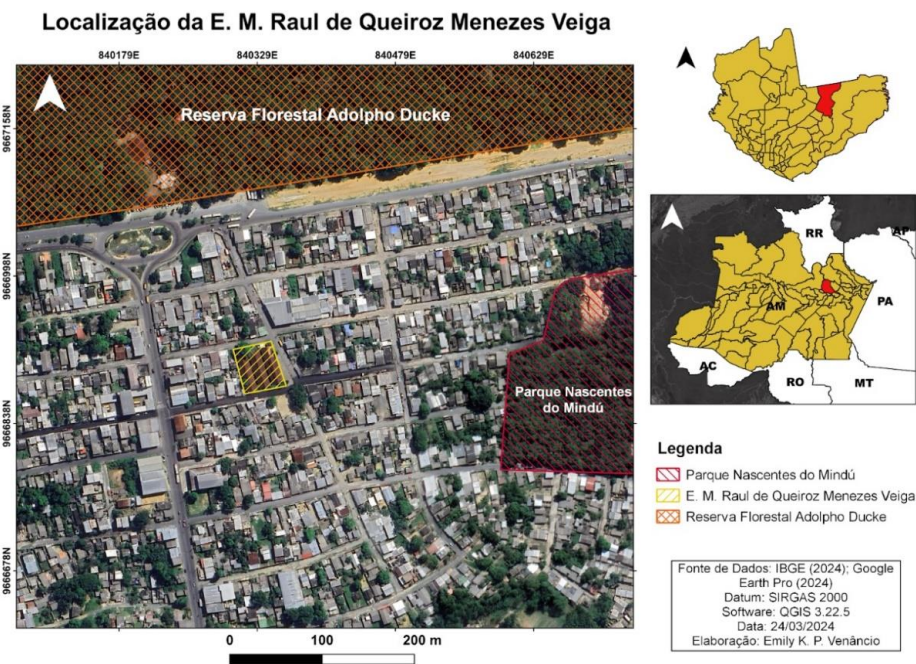 Localização da E. M. Raul de Queiroz Menezes Veiga
840179E
840329E
840479E
840629E
9667158N
9666998N
9666838N
9666678N
Reserva Florestal Adolpho Ducke
Parque Nascentes
do Mindú
0 100 200 m
RR
AP
AM
PA
AC
RO
MT
Legenda
Parque Nascentes do Mindú
E. M. Raul de Queiroz Menezes Veiga
Reserva Florestal Adolpho Ducke
Fonte de Dados: IBGE (2024); Google
Earth Pro (2024)
Datum: SIRGAS 2000
Software: QGIS 3.22.5
Data: 24/03/2024
Elaboração: Emily K. P. Venâncio